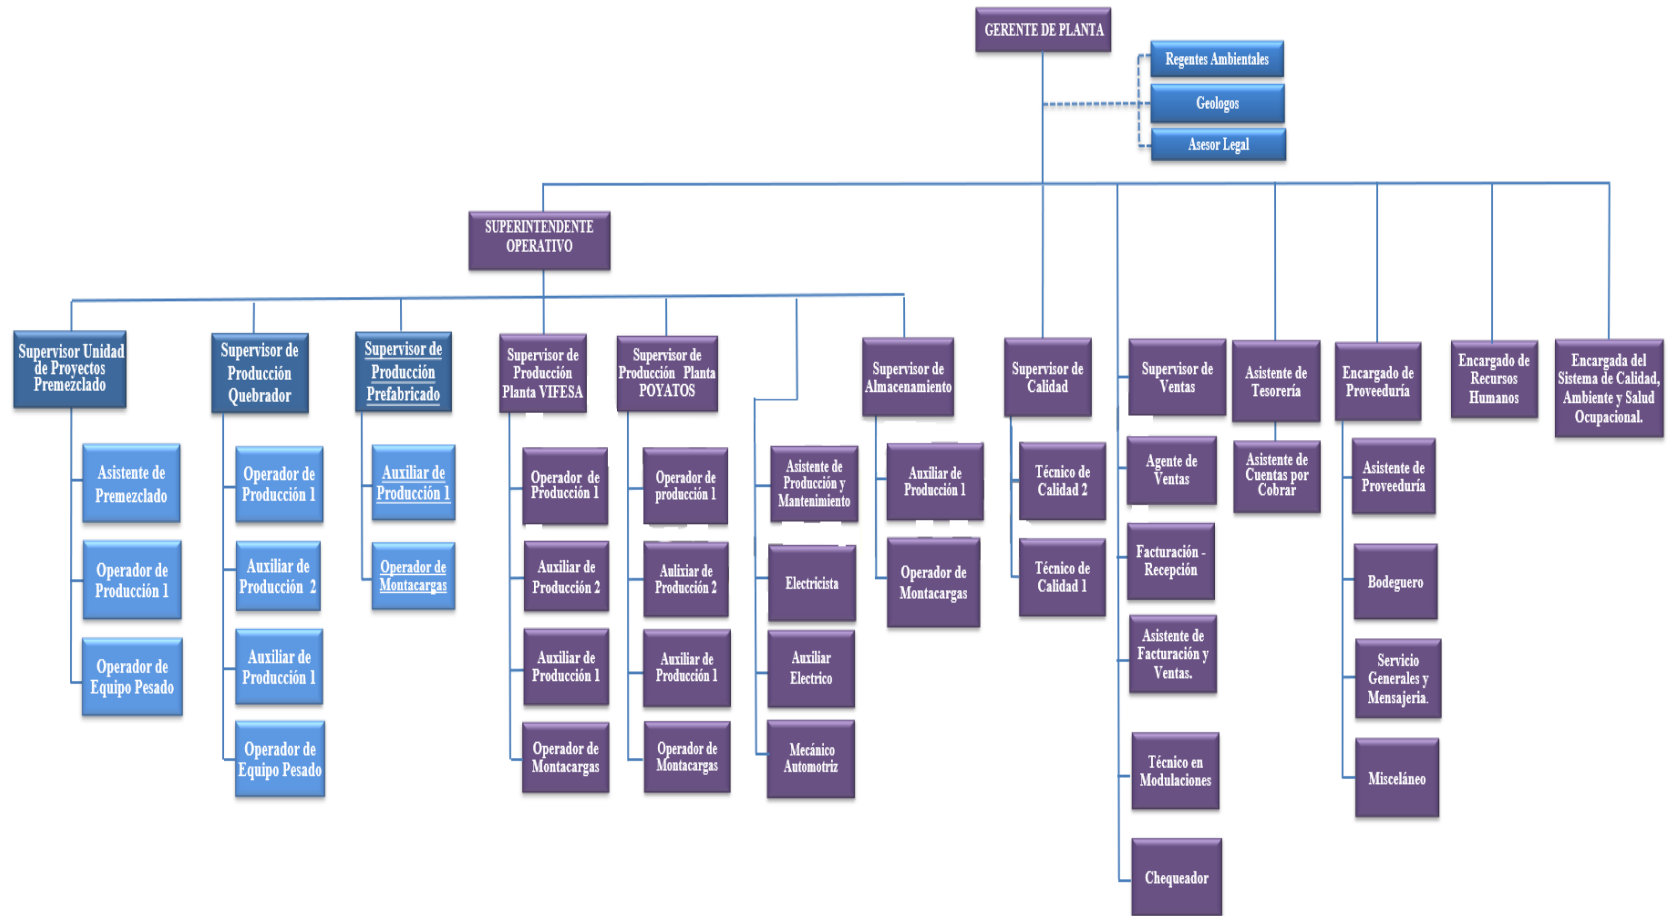 GERENTE DE PLANTA
Regentes Ambientales
Geologos
Asesor Legal
SUPERINTENDENTE
OPERATIVO
Supervisor Unidad
de Proyectos
Premezclado
Asistente de
Premezclado
Operador de
Producción 1
Operador de
Equipo Pesado
Supervisor de
Producción
Quebrador
Operador de
Producción 1
Auxiliar de
Producción 2
Auxiliar de
Producción 1
Operador de
Equipo Pesado
Supervisor de
Producción
Prefabricado
Auxiliar de
Producción 1
Operador de
Montacargas
Supervisor de
Producción
Planta VIFESA
Operador de
Producción 1
Auxiliar de
Producción 2
Auxiliar de
Producción 1
Operador de
Montacargas
Supervisor de
Producción Planta
POYATOS
Operador de
producción 1
Aulixiar de
Producción 2
Auxiliar de
Producción 1
Operador de
Montacargas
Asistente de
Producción y
Mantenimiento
Electricista
Auxiliar
Electrico
Mecánico
Automotriz
Supervisor de
Almacenamiento
Auxiliar de
Producción 1
Operador de
Montacargas
Supervisor de
Calidad
Técnico de
Calidad 2
Técnico de
Calidad 1
Supervisor de
Ventas
Agente de
Ventas
Facturación -
Recepción
Asistente de
Facturación y
Ventas.
Técnico en
Modulaciones
Chequeador
Asistente de
Tesorería
Asistente de
Cuentas por
Cobrar
Encargado de
Proveeduría
Asistente de
Proveeduría
Bodeguero
Servicio
Generales y
Mensajeria.
Misceláneo
Encargado de
Recursos
Humanos
Encargada del
Sistema de Calidad,
Ambiente y Salud
Ocupacional.